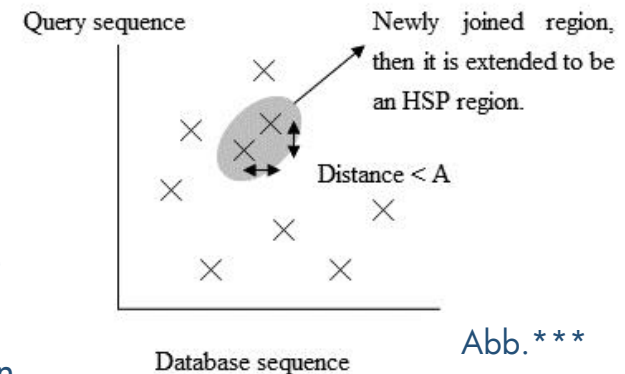 Query sequence
Newly joined region,
then it is extended to be
an HSP region.
Distance < A
Database sequence
Abb.***